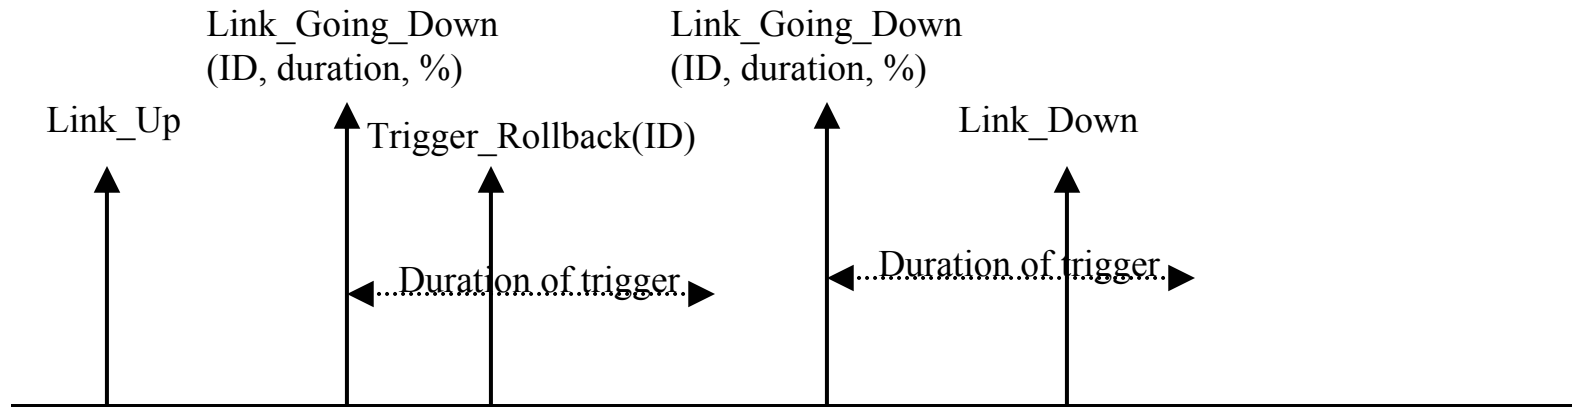 Link_Going_Down
(ID, duration, %)
Link_Going_Down
(ID, duration, %)
Link_Up
Trigger_Rollback(ID)
Link_Down
Duration of trigger
Duration of trigger